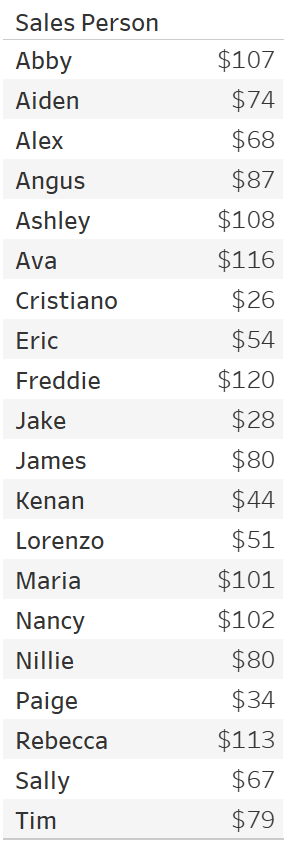 Sales Person
Abby $107
Aiden $74
Alex $68
Angus $87
Ashley $108
Ava $116
Cristiano $26
Eric $54
Freddie $120
Jake $28
James $80
Kenan $44
Lorenzo $51
Maria $101
Nancy $102
Nillie $80
Paige $34
Rebecca $113
Sally $67
Tim $79